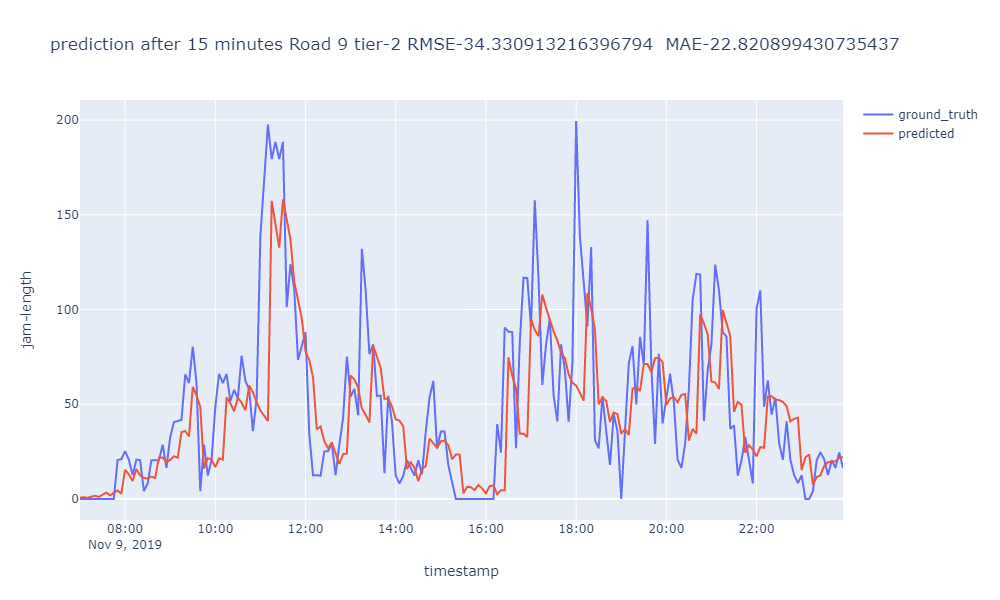 prediction after 15 minutes Road 9 tier-2 RMSE-34.330913216396794  MAE-22.820899430735437
ground_truth
predicted
jam-length
200
150
100
50
0
08:00 10:00 12:00 14:00 16:00 18:00 20:00 22:00
Nov 9, 2019
timestamp